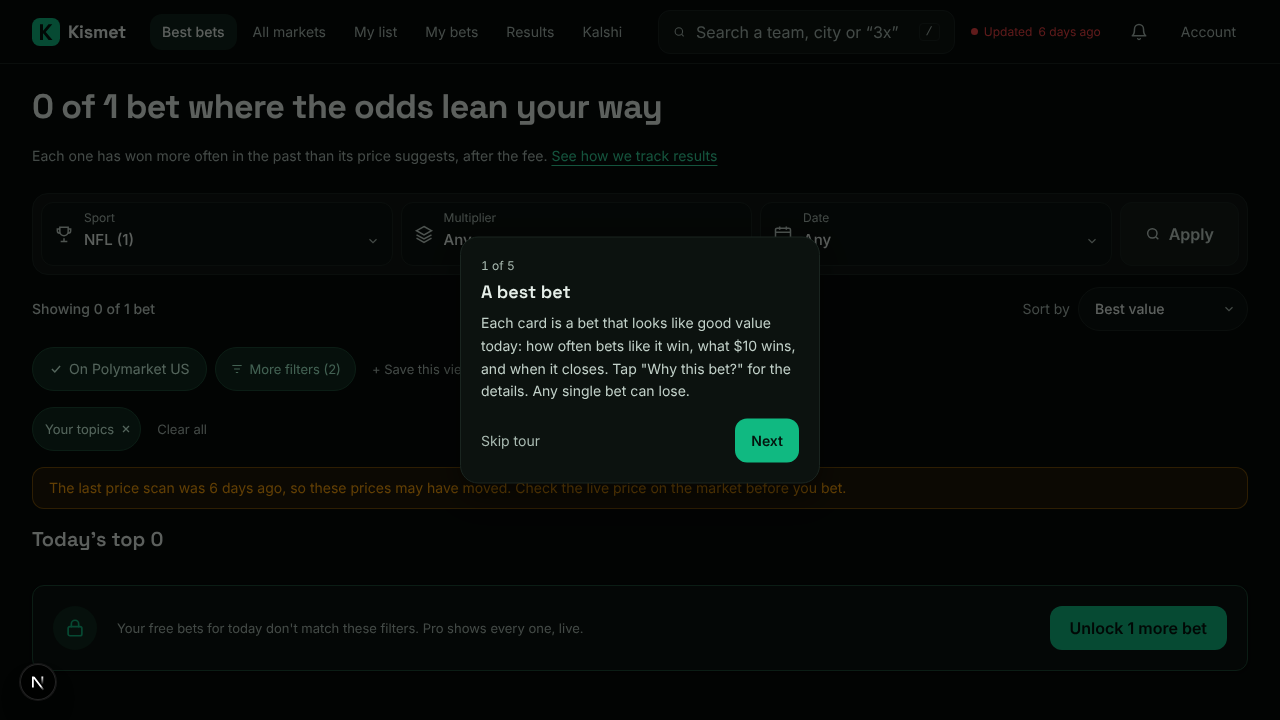 Kismet
Best bets
All markets
My list
My bets
Results
Kalshi
Search a team, city or “3x”
/
Updated 6 days ago
Account
0 of 1 bet where the odds lean your way
Each one has won more often in the past than its price suggests, after the fee. See how we track results
Sport
NFL (1)
Multiplier
Any
Date
Any
Apply
Showing 0 of 1 bet
Sort by
Best value
On Polymarket US
More filters (2)
+ Save this vie
Your topics ×
Clear all
1 of 5
A best bet
Each card is a bet that looks like good value
today: how often bets like it win, what $10 wins,
and when it closes. Tap "Why this bet?" for the
details. Any single bet can lose.
Skip tour
Next
The last price scan was 6 days ago, so these prices may have moved. Check the live price on the market before you bet.
Today’s top 0
Your free bets for today don't match these filters. Pro shows every one, live.
Unlock 1 more bet